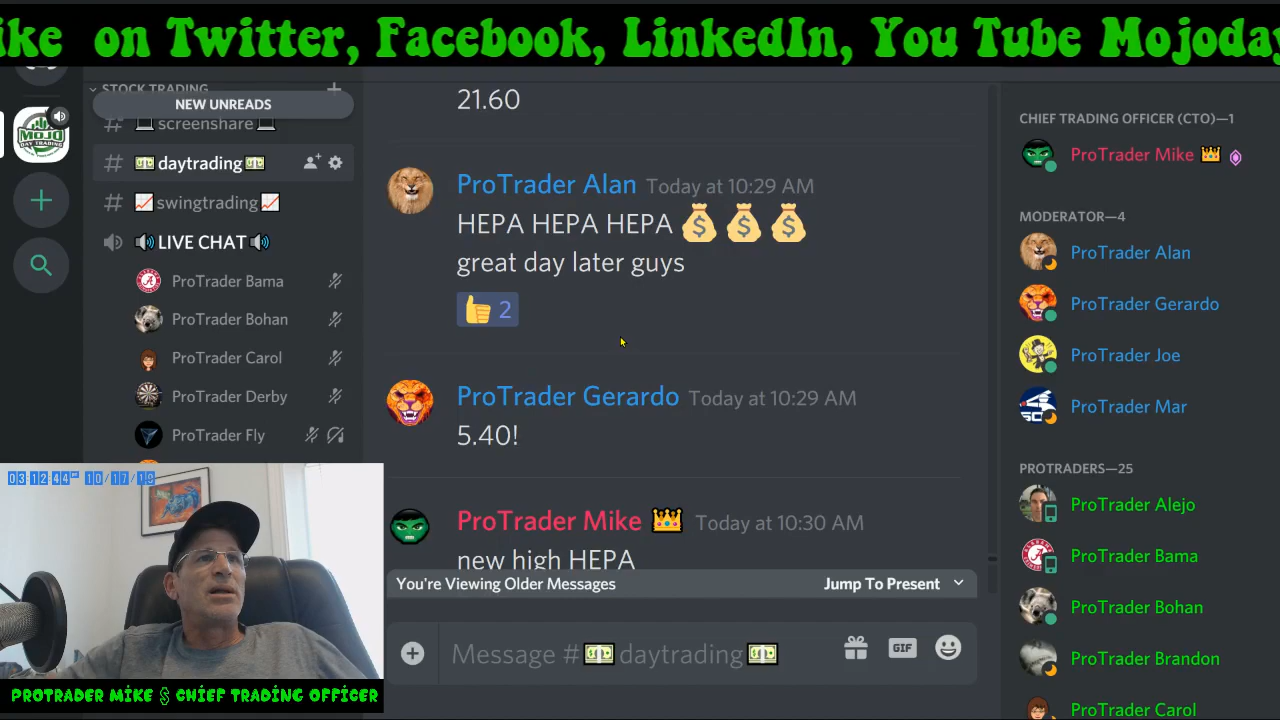 ike on Twitter, Facebook, LinkedIn, You Tube Mojoday
STOCK TRADING
NEW UNREADS
# screenshare
# daytrading
# swingtrading
LIVE CHAT
ProTrader Bama
ProTrader Bohan
ProTrader Carol
ProTrader Derby
ProTrader Fly
MOJO
DAY TRADING
21.60
ProTrader Alan Today at 10:29 AM
HEPA HEPA HEPA 💰 💰 💰
great day later guys
👍 2
ProTrader Gerardo Today at 10:29 AM
5.40!
ProTrader Mike 👑 Today at 10:30 AM
new high HEPA
You're Viewing Older Messages Jump To Present
Message # 💵 daytrading 💵
GIF
CHIEF TRADING OFFICER (CTO)—1
ProTrader Mike 👑
MODERATOR—4
ProTrader Alan
ProTrader Gerardo
ProTrader Joe
ProTrader Mar
PROTRADERS—25
ProTrader Alejo
ProTrader Bama
ProTrader Bohan
ProTrader Brandon
ProTrader Carol
03:12:44 10/17/19
PROTRADER MIKE $ CHIEF TRADING OFFICER